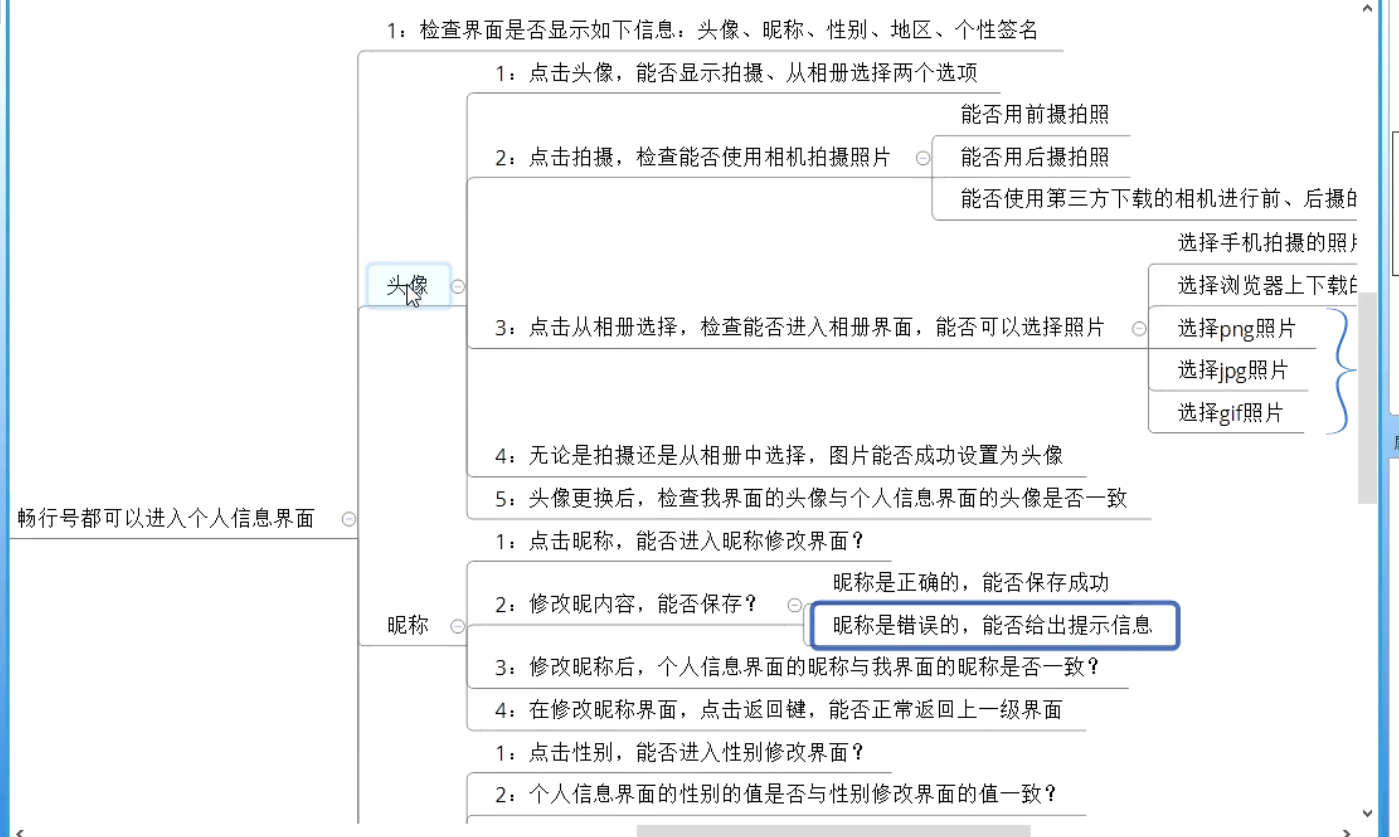 1：检查界面是否显示如下信息：头像、昵称、性别、地区、个性签名
1：点击头像，能否显示拍摄、从相册选择两个选项
能否用前摄拍照
2：点击拍摄，检查能否使用相机拍摄照片
能否用后摄拍照
能否使用第三方下载的相机进行前、后摄的
选择手机拍摄的照片
头像
选择浏览器上下载的
3：点击从相册选择，检查能否进入相册界面，能否可以选择照片
选择png照片
选择jpg照片
选择gif照片
4：无论是拍摄还是从相册中选择，图片能否成功设置为头像
5：头像更换后，检查我界面的头像与个人信息界面的头像是否一致
畅行号都可以进入个人信息界面
1：点击昵称，能否进入昵称修改界面？
昵称是正确的，能否保存成功
2：修改昵内容，能否保存？
昵称
昵称是错误的，能否给出提示信息
3：修改昵称后，个人信息界面的昵称与我界面的昵称是否一致？
4：在修改昵称界面，点击返回键，能否正常返回上一级界面
1：点击性别，能否进入性别修改界面？
2：个人信息界面的性别的值是否与性别修改界面的值一致？